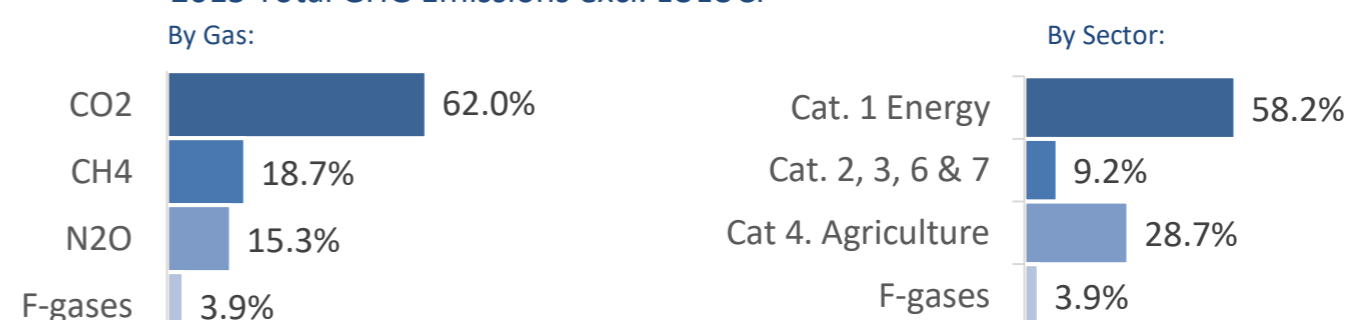 By Gas:
CO2 62.0%
CH4 18.7%
N2O 15.3%
F-gases 3.9%
By Sector:
Cat. 1 Energy 58.2%
Cat. 2, 3, 6 & 7 9.2%
Cat 4. Agriculture 28.7%
F-gases 3.9%